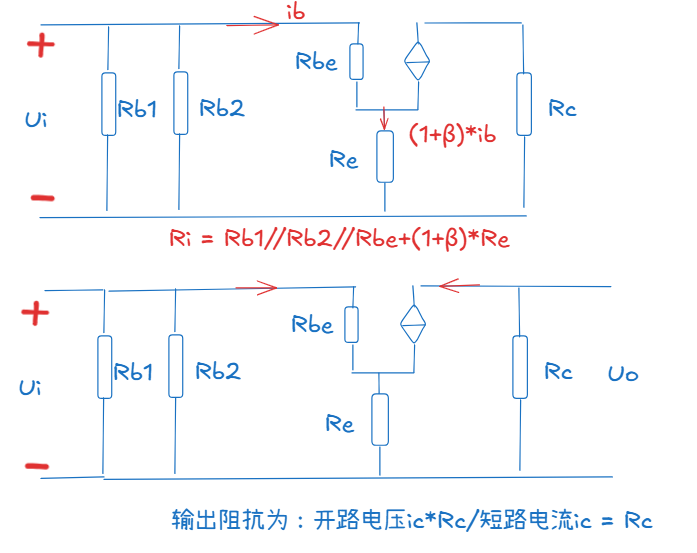 ib
+
Rbe
Ui
Rb1
Rb2
Rc
(1+β)*ib
Re
-
Ri = Rb1//Rb2//Rbe+(1+β)*Re
+
Rbe
Ui
Rb1
Rb2
Rc
Uo
Re
-
输出阻抗为：开路电压ic*Rc/短路电流ic = Rc